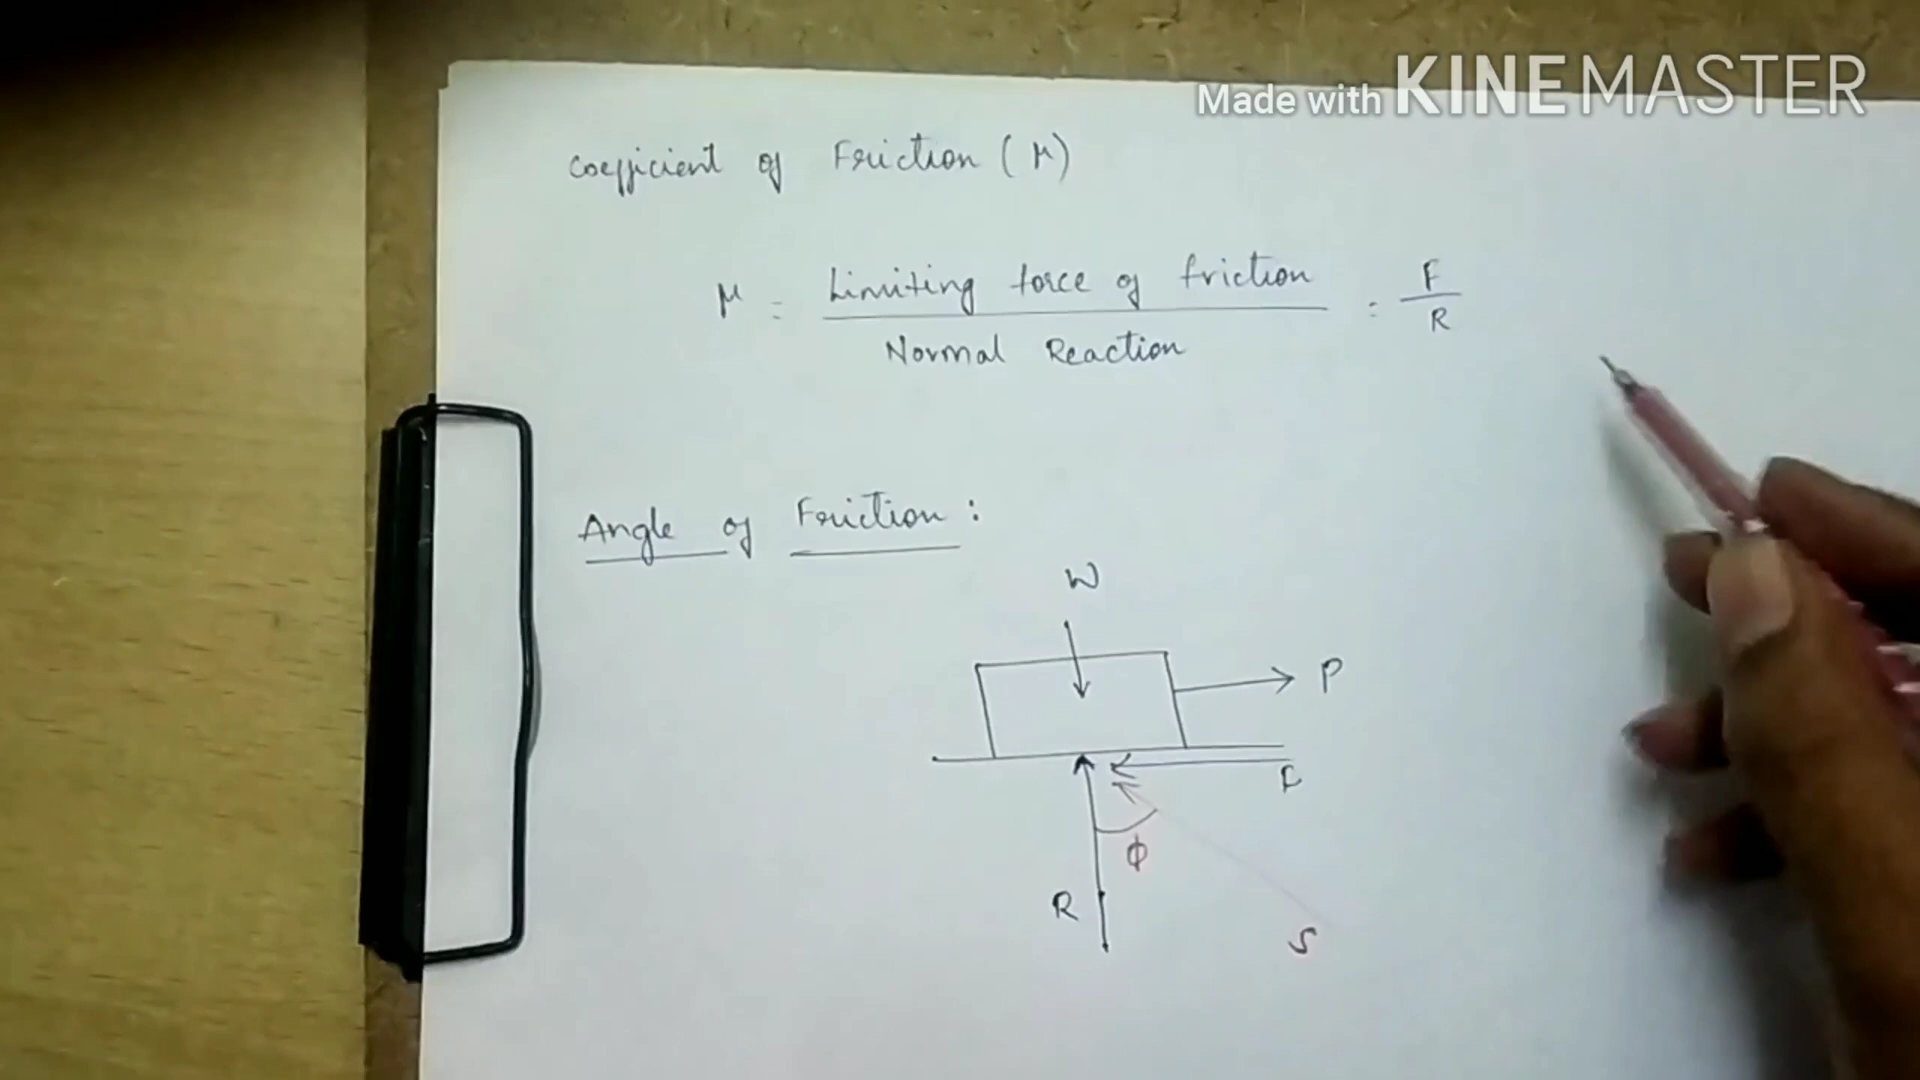 Made with KINEMASTER
Coefficient of Friction (μ)
μ = Limiting force of friction / Normal Reaction = F / R
Angle of Friction :
W
P
F
ϕ
R
S